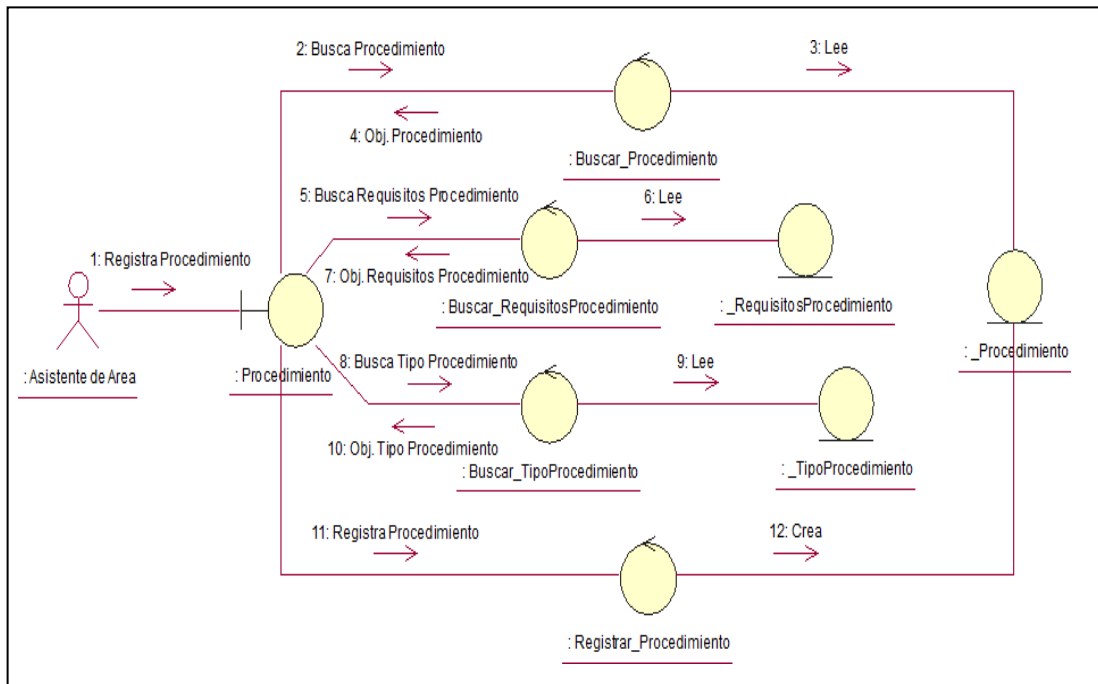 2: Busca Procedimiento
3: Lee
4: Obj. Procedimiento
: Buscar_Procedimiento
5: Busca Requisitos Procedimiento
6: Lee
1: Registra Procedimiento
7: Obj. Requisitos Procedimiento
: Buscar_RequisitosProcedimiento
: _RequisitosProcedimiento
: _Procedimiento
: Asistente de Area
: Procedimiento
8: Busca Tipo Procedimiento
9: Lee
10: Obj. Tipo Procedimiento
: Buscar_TipoProcedimiento
: _TipoProcedimiento
11: Registra Procedimiento
12: Crea
: Registrar_Procedimiento